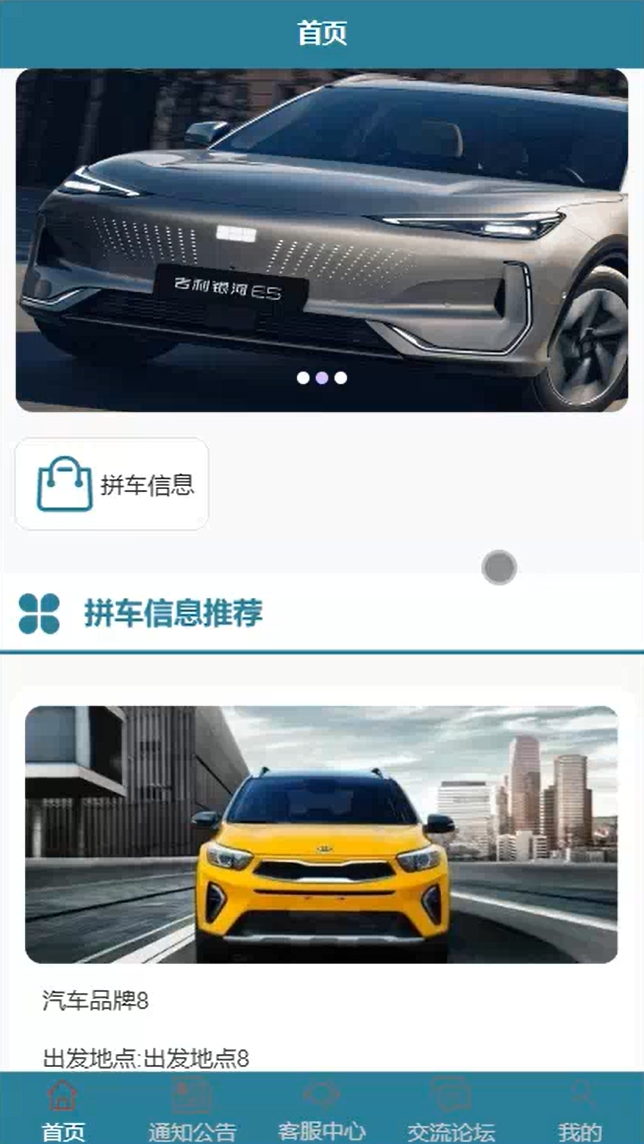 首页
吉利银河E5
拼车信息
拼车信息推荐
汽车品牌8
出发地点:出发地点8
首页
通知公告
客服中心
交流论坛
我的